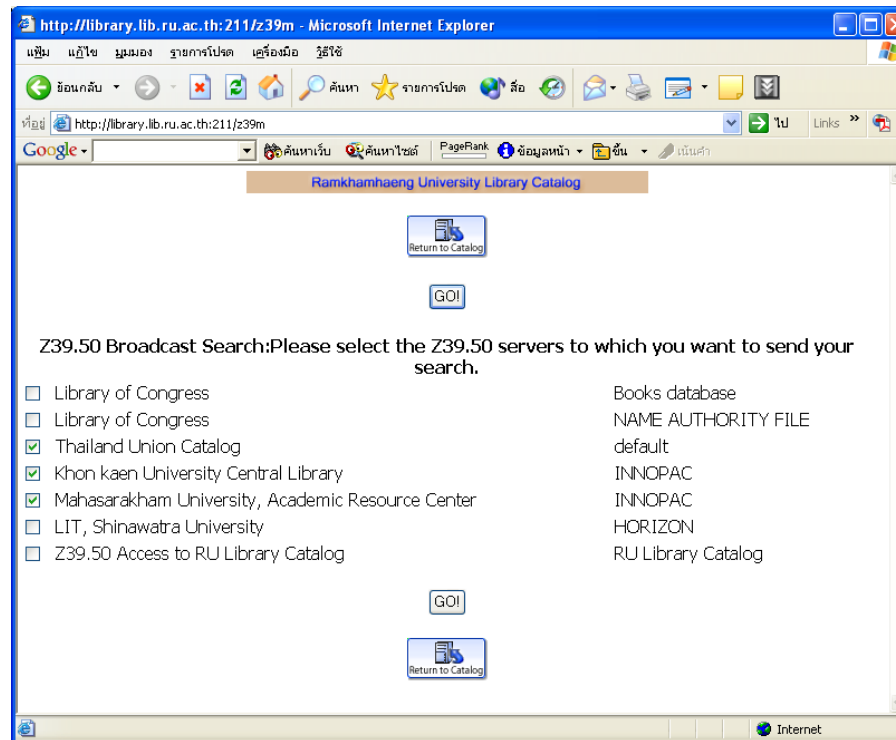 http://library.lib.ru.ac.th:211/z39m - Microsoft Internet Explorer
แฟ้ม แก้ไข มุมมอง รายการโปรด เครื่องมือ วิธีใช้
ย้อนกลับ ค้นหา รายการโปรด สื่อ
ที่อยู่ http://library.lib.ru.ac.th:211/z39m ไป Links »
Google ค้นหาเว็บ ค้นหาไซต์ PageRank ข้อมูลหน้า ขึ้น เน้นคำ
Ramkhamhaeng University Library Catalog
Return to Catalog
GO!
Z39.50 Broadcast Search:Please select the Z39.50 servers to which you want to send your
search.
Library of Congress Books database
Library of Congress NAME AUTHORITY FILE
Thailand Union Catalog default
Khon kaen University Central Library INNOPAC
Mahasarakham University, Academic Resource Center INNOPAC
LIT, Shinawatra University HORIZON
Z39.50 Access to RU Library Catalog RU Library Catalog
GO!
Return to Catalog
Internet